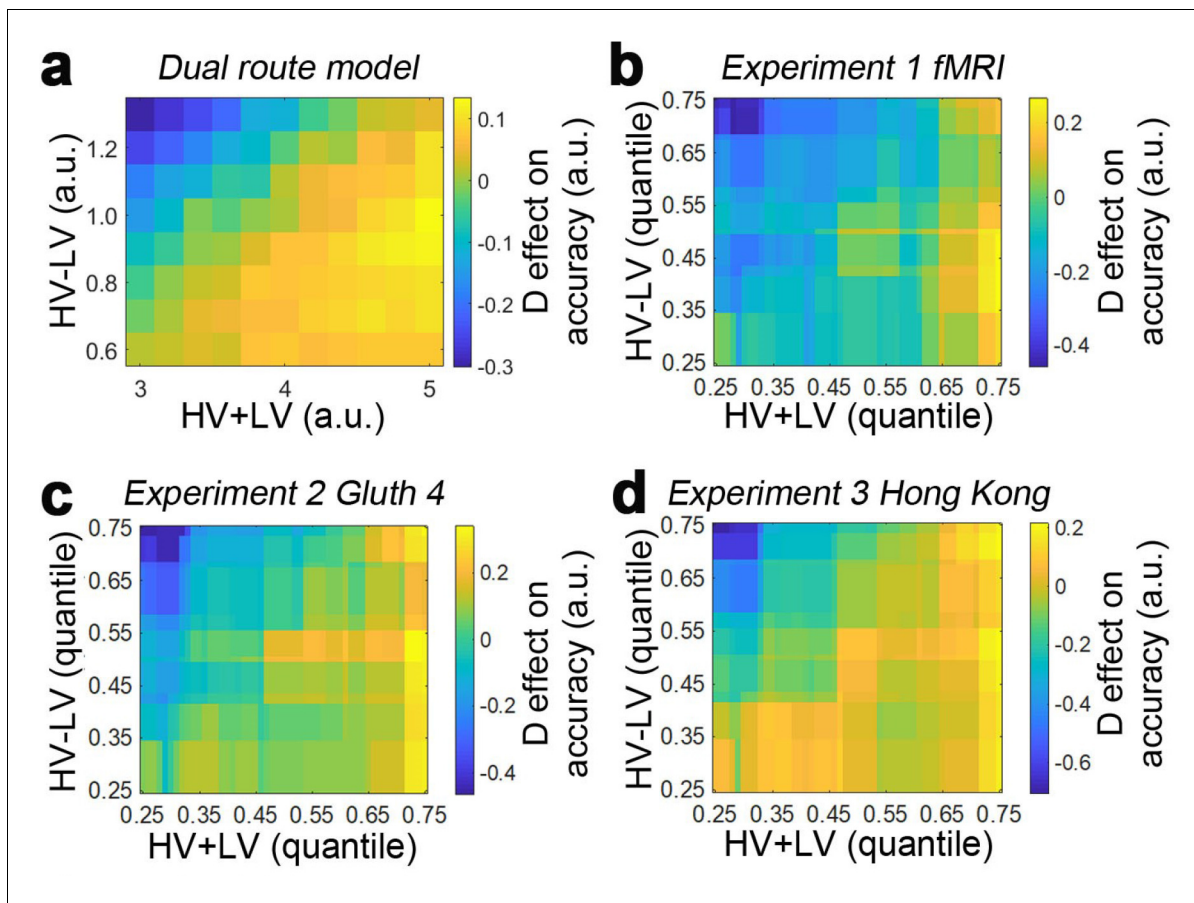 a
Dual route model
HV-LV (a.u.)
1.2
1.0
0.8
0.6
3
4
5
HV+LV (a.u.)
0.1
0
-0.1
-0.2
-0.3
D effect on
accuracy (a.u.)
b
Experiment 1 fMRI
HV-LV (quantile)
0.75
0.65
0.55
0.45
0.35
0.25
0.25 0.35 0.45 0.55 0.65 0.75
HV+LV (quantile)
0.2
0
-0.2
-0.4
D effect on
accuracy (a.u.)
c
Experiment 2 Gluth 4
HV-LV (quantile)
0.75
0.65
0.55
0.45
0.35
0.25
0.25 0.35 0.45 0.55 0.65 0.75
HV+LV (quantile)
0.2
0
-0.2
-0.4
D effect on
accuracy (a.u.)
d
Experiment 3 Hong Kong
HV-LV (quantile)
0.75
0.65
0.55
0.45
0.35
0.25
0.25 0.35 0.45 0.55 0.65 0.75
HV+LV (quantile)
0.2
0
-0.2
-0.4
-0.6
D effect on
accuracy (a.u.)